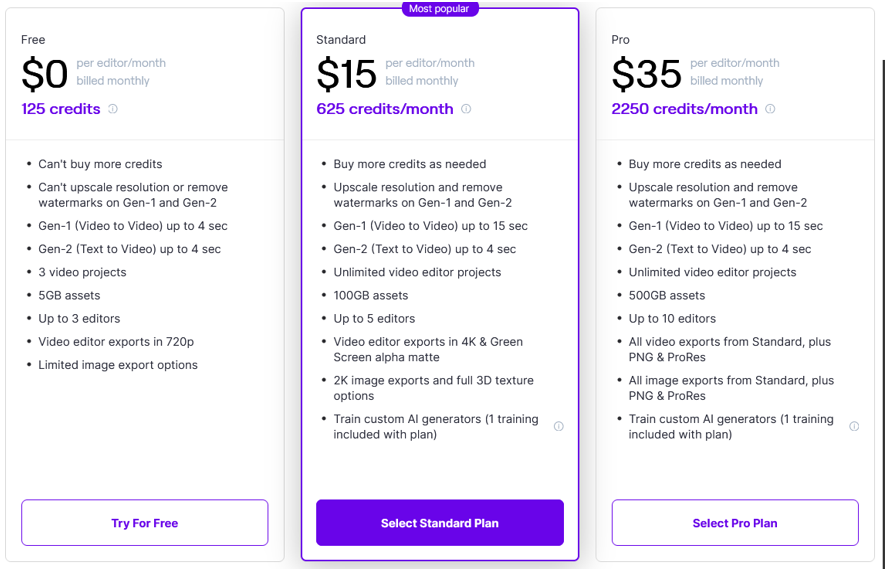 Most popular
Free
$0 per editor/month
billed monthly
125 credits
• Can't buy more credits
• Can't upscale resolution or remove
watermarks on Gen-1 and Gen-2
• Gen-1 (Video to Video) up to 4 sec
• Gen-2 (Text to Video) up to 4 sec
• 3 video projects
• 5GB assets
• Up to 3 editors
• Video editor exports in 720p
• Limited image export options
Try For Free
Standard
$15 per editor/month
billed monthly
625 credits/month
• Buy more credits as needed
• Upscale resolution and remove
watermarks on Gen-1 and Gen-2
• Gen-1 (Video to Video) up to 15 sec
• Gen-2 (Text to Video) up to 4 sec
• Unlimited video editor projects
• 100GB assets
• Up to 5 editors
• Video editor exports in 4K & Green
Screen alpha matte
• 2K image exports and full 3D texture
options
• Train custom AI generators (1 training
included with plan)
Select Standard Plan
Pro
$35 per editor/month
billed monthly
2250 credits/month
• Buy more credits as needed
• Upscale resolution and remove
watermarks on Gen-1 and Gen-2
• Gen-1 (Video to Video) up to 15 sec
• Gen-2 (Text to Video) up to 4 sec
• Unlimited video editor projects
• 500GB assets
• Up to 10 editors
• All video exports from Standard, plus
PNG & ProRes
• All image exports from Standard, plus
PNG & ProRes
• Train custom AI generators (1 training
included with plan)
Select Pro Plan